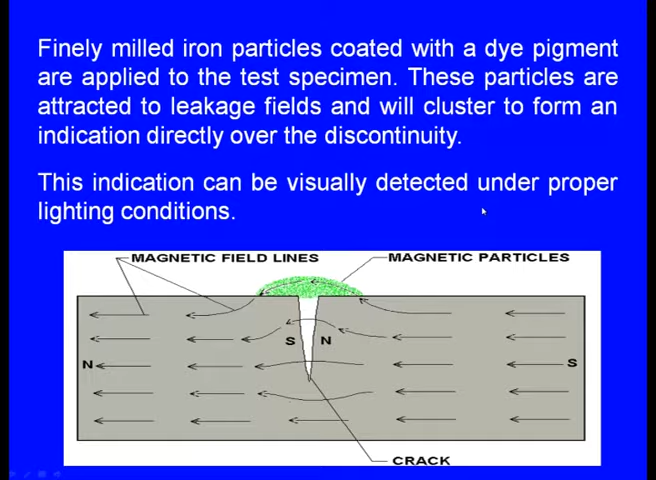 Finely milled iron particles coated with a dye pigment
are applied to the test specimen. These particles are
attracted to leakage fields and will cluster to form an
indication directly over the discontinuity.
This indication can be visually detected under proper
lighting conditions.
MAGNETIC FIELD LINES
MAGNETIC PARTICLES
S N
N
S
CRACK